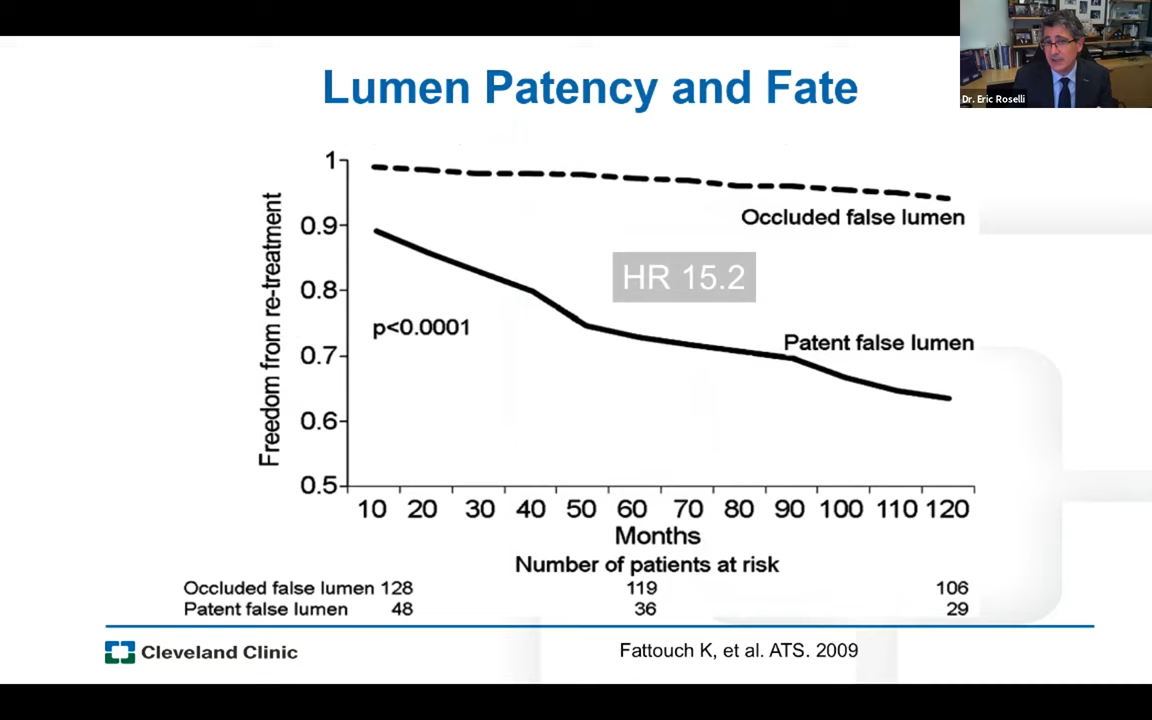 Lumen Patency and Fate
Dr. Eric Roselli
Freedom from re-treatment
1
0.9
0.8
0.7
0.6
0.5
Occluded false lumen
HR 15.2
p<0.0001
Patent false lumen
10 20 30 40 50 60 70 80 90 100 110 120
Months
Number of patients at risk
Occluded false lumen 128 119 106
Patent false lumen 48 36 29
Cleveland Clinic
Fattouch K, et al. ATS. 2009